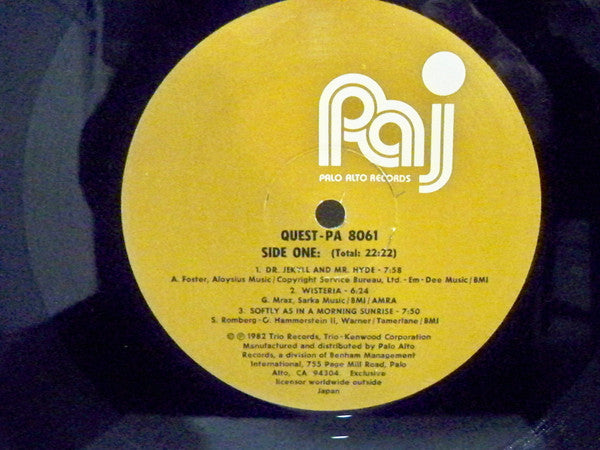 Paj
PALO ALTO RECORDS
QUEST-PA 8061
SIDE ONE: (Total: 22:22)
1. DR. JEKYLL AND MR. HYDE - 7:58
A. Foster, Aloysius Music/Copyright Service Bureau, Ltd. - Em-Dee Music/BMI
2. WISTERIA - 6:24
G. Mraz, Sarka Music/BMI/AMRA
3. SOFTLY AS IN A MORNING SUNRISE - 7:50
S. Romberg-O. Hammerstein II, Warner/Tamerlane/BMI
© ℗ 1982 Trio Records, Trio-Kenwood Corporation
Manufactured and distributed by Palo Alto
Records, a division of Benham Management
International, 755 Page Mill Road, Palo
Alto, CA 94304. Exclusive
licensor worldwide outside
Japan